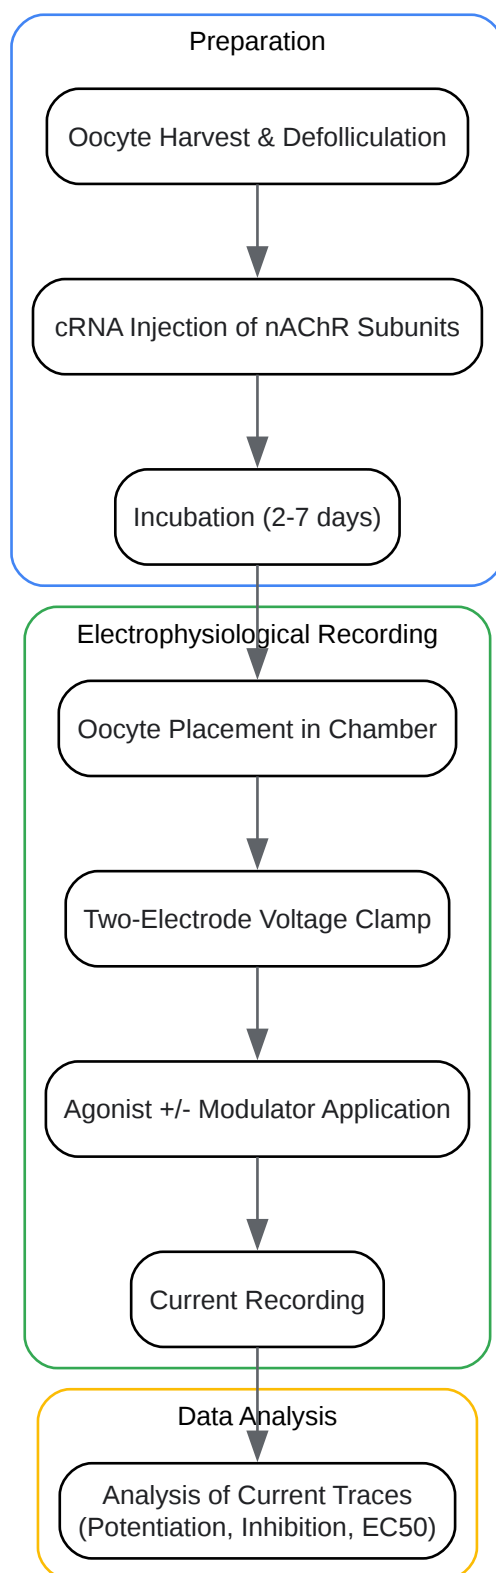 Preparation
Oocyte Harvest & Defolliculation
cRNA Injection of nAChR Subunits
Incubation (2-7 days)
Electrophysiological Recording
Oocyte Placement in Chamber
Two-Electrode Voltage Clamp
Agonist +/- Modulator Application
Current Recording
Data Analysis
Analysis of Current Traces
(Potentiation, Inhibition, EC50)